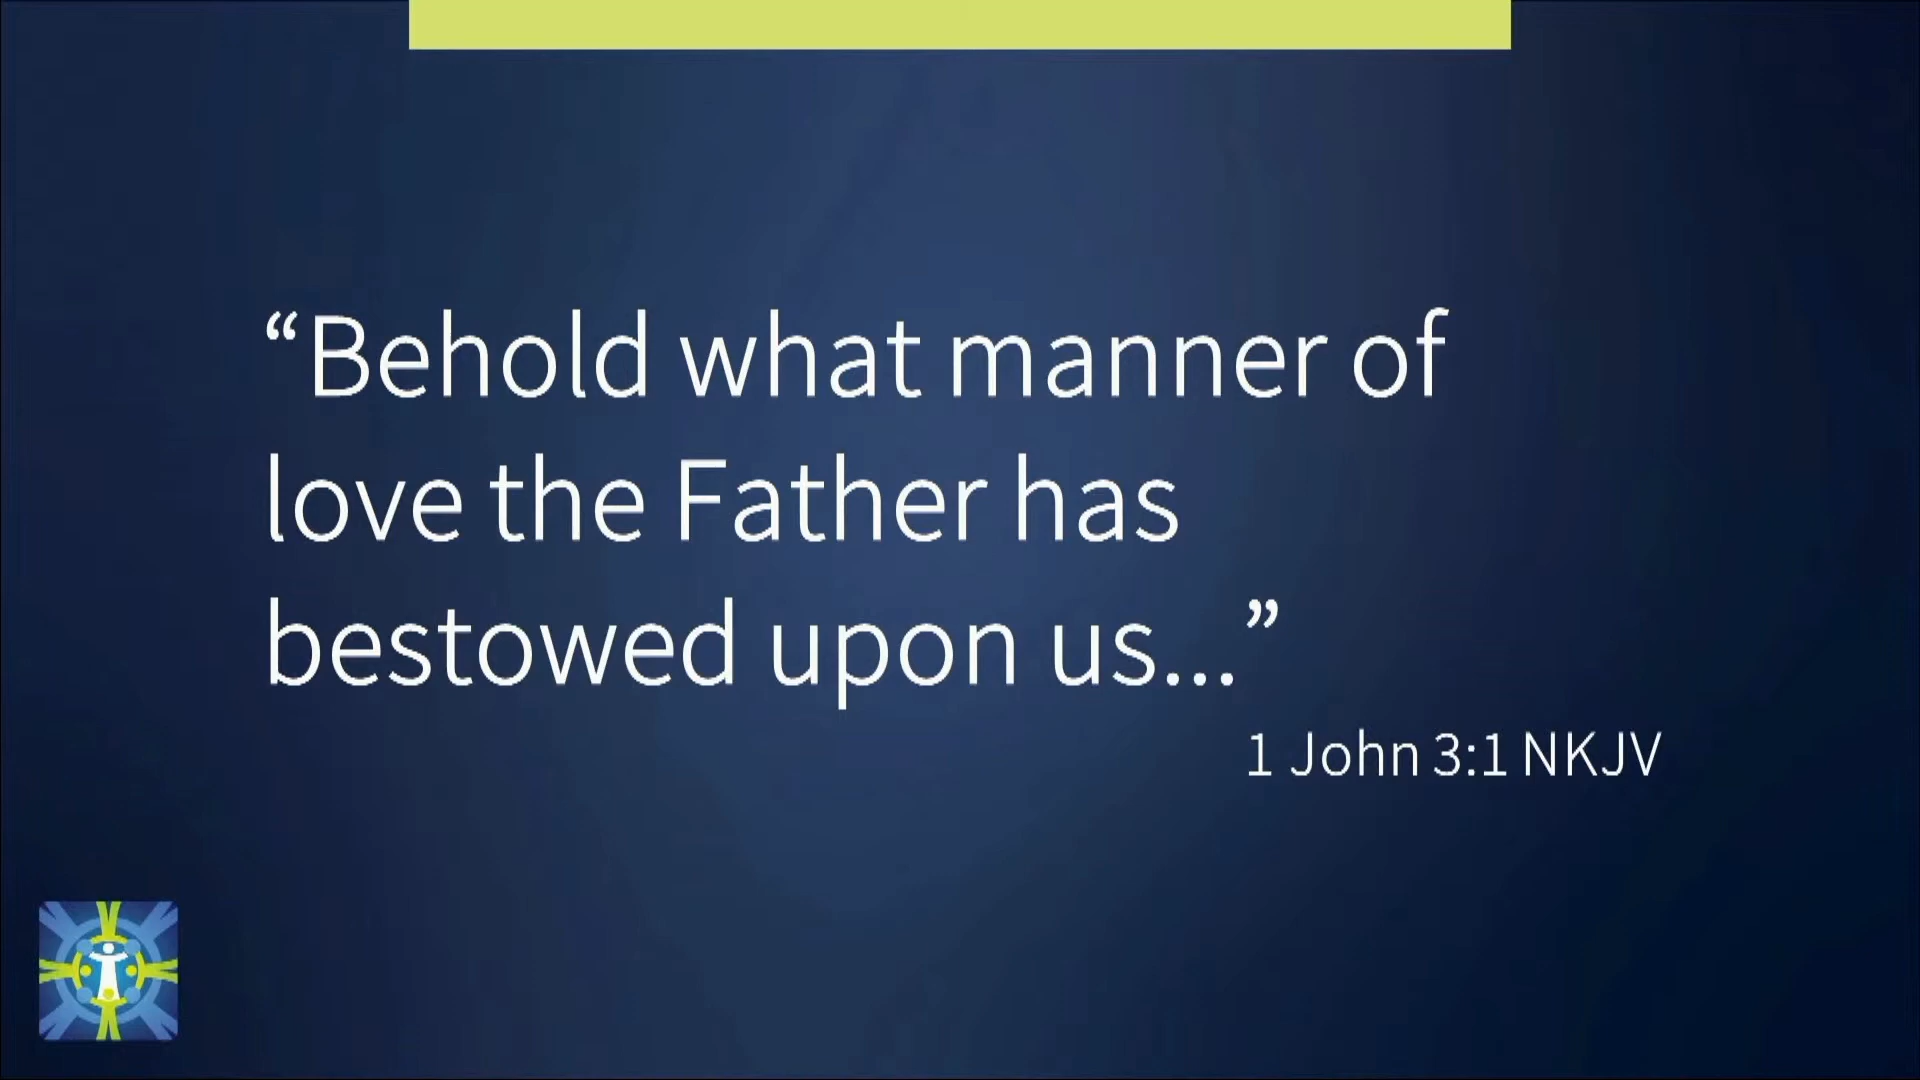 “Behold what manner of
love the Father has
bestowed upon us...”
1 John 3:1 NKJV